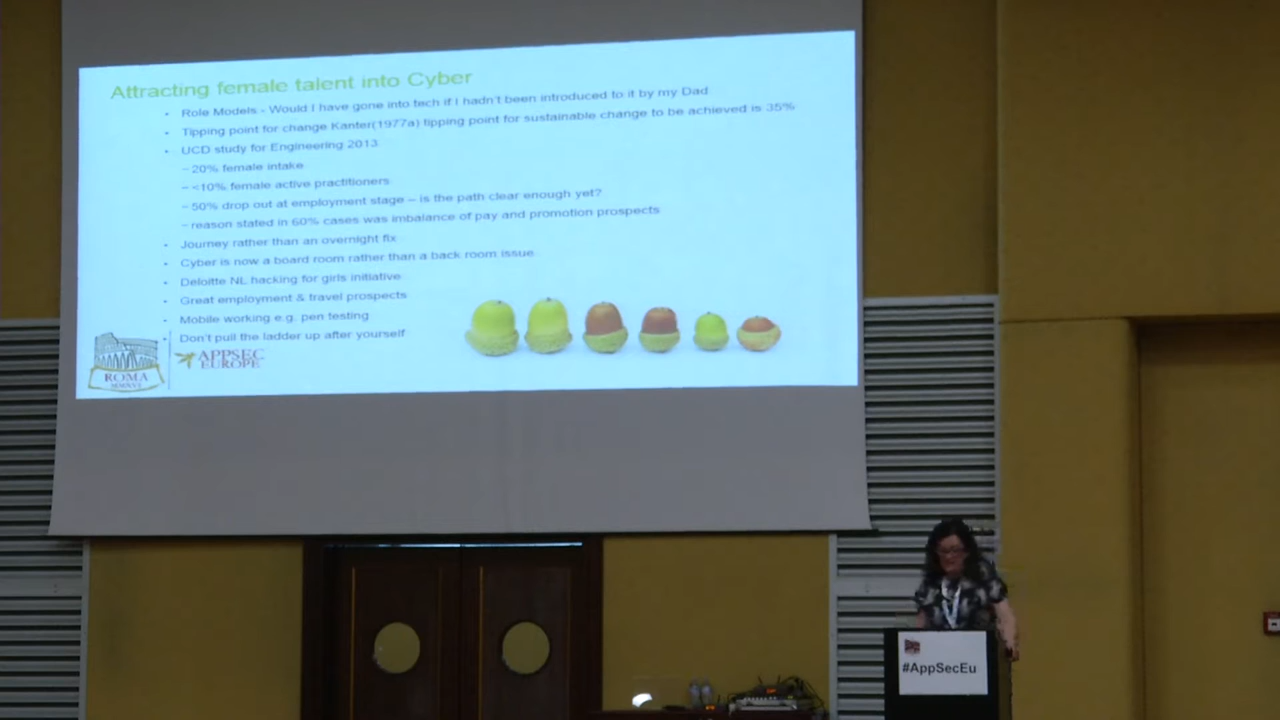 Attracting female talent into Cyber
• Role Models - Would I have gone into tech if I hadn't been introduced to it by my Dad
• Tipping point for change Kanter(1977a) tipping point for sustainable change to be achieved is 35%
• UCD study for Engineering 2013
– 20% female intake
– <10% female active practitioners
– 50% drop out at employment stage – is the path clear enough yet?
– reason stated in 60% cases was imbalance of pay and promotion prospects
• Journey rather than an overnight fix
• Cyber is now a board room rather than a back room issue
• Deloitte NL hacking for girls initiative
• Great employment & travel prospects
• Mobile working e.g. pen testing
• Don't pull the ladder up after yourself
ROMA
MMXVI
APPSEC
EUROPE
#AppSecEu